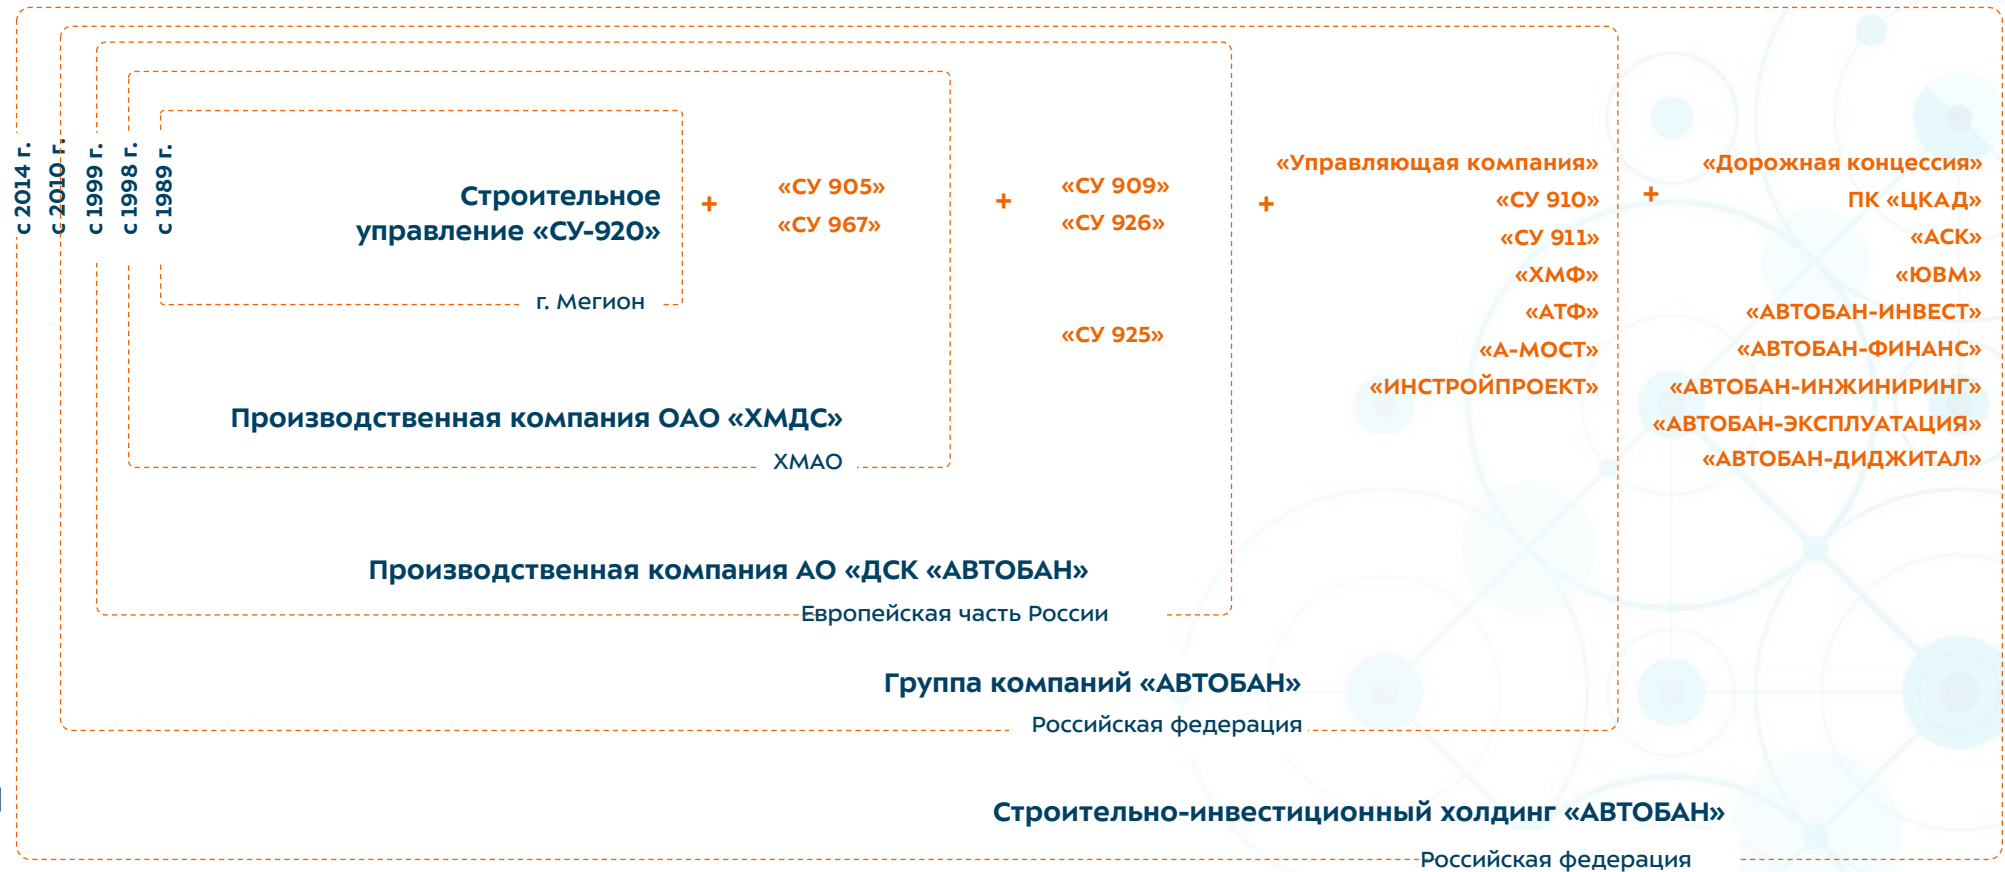 с 2014 г.
с 2010 г.
с 1999 г.
с 1998 г.
с 1989 г.
Строительное
управление «СУ-920»
г. Мегион
+
«СУ 905»
«СУ 967»
Производственная компания ОАО «ХМДС»
ХМАО
+
«СУ 909»
«СУ 926»
«СУ 925»
Производственная компания АО «ДСК «АВТОБАН»
Европейская часть России
+
«Управляющая компания»
«СУ 910»
«СУ 911»
«ХМФ»
«АТФ»
«А-МОСТ»
«ИНСТРОЙПРОЕКТ»
Группа компаний «АВТОБАН»
Российская федерация
+
«Дорожная концессия»
ПК «ЦКАД»
«АСК»
«ЮВМ»
«АВТОБАН-ИНВЕСТ»
«АВТОБАН-ФИНАНС»
«АВТОБАН-ИНЖИНИРИНГ»
«АВТОБАН-ЭКСПЛУАТАЦИЯ»
«АВТОБАН-ДИДЖИТАЛ»
Строительно-инвестиционный холдинг «АВТОБАН»
Российская федерация